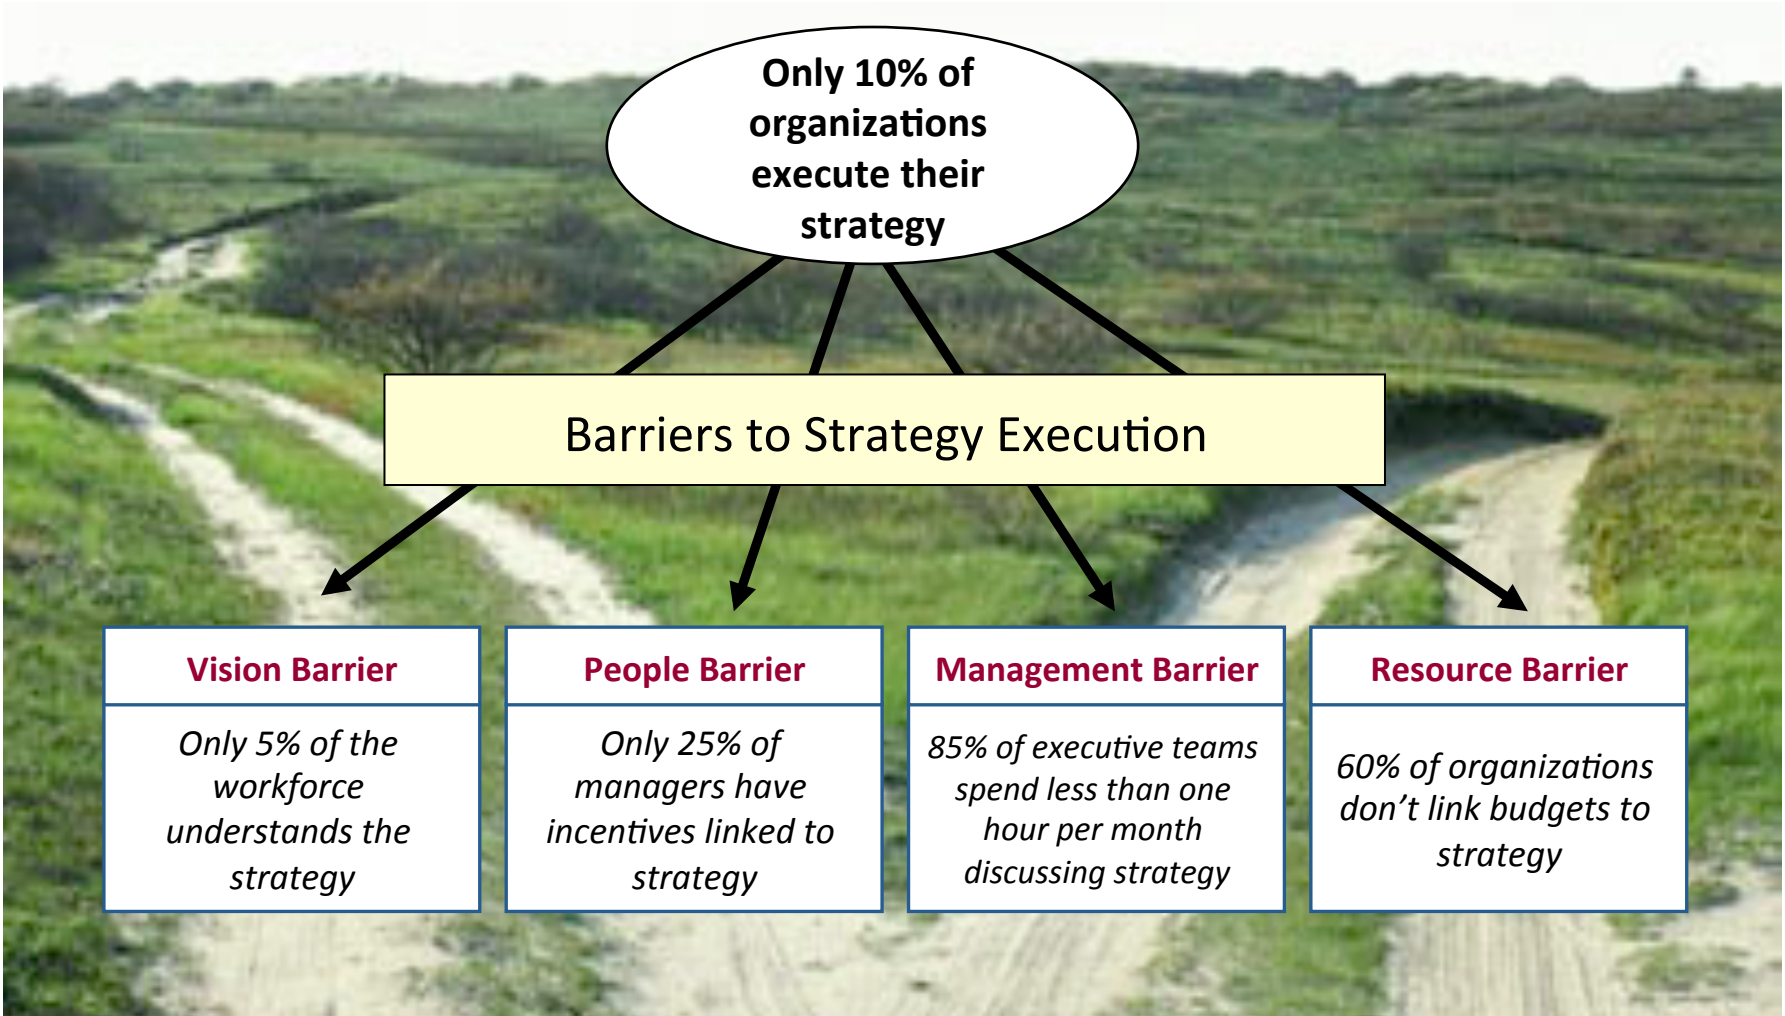 Only 10% of
organizations
execute their
strategy
Barriers to Strategy Execution
Vision Barrier
Only 5% of the
workforce
understands the
strategy
People Barrier
Only 25% of
managers have
incentives linked to
strategy
Management Barrier
85% of executive teams
spend less than one
hour per month
discussing strategy
Resource Barrier
60% of organizations
don’t link budgets to
strategy